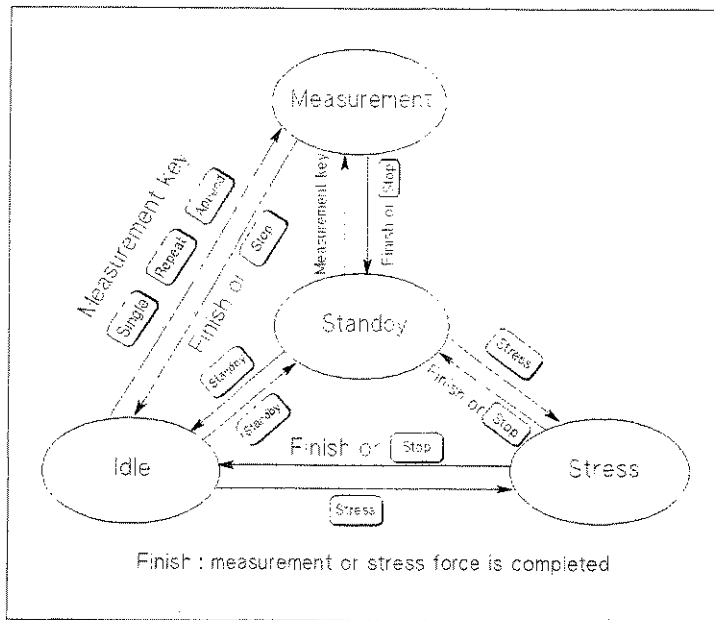 Measurement
Measurement key
Single
Repeat
Append
Finish or Stop
Measurement key
Finish or Stop
Standby
Standby
Standby
Stress
Finish or Stop
Idle
Finish or Stop
Stress
Stress
Finish : measurement or stress force is completed